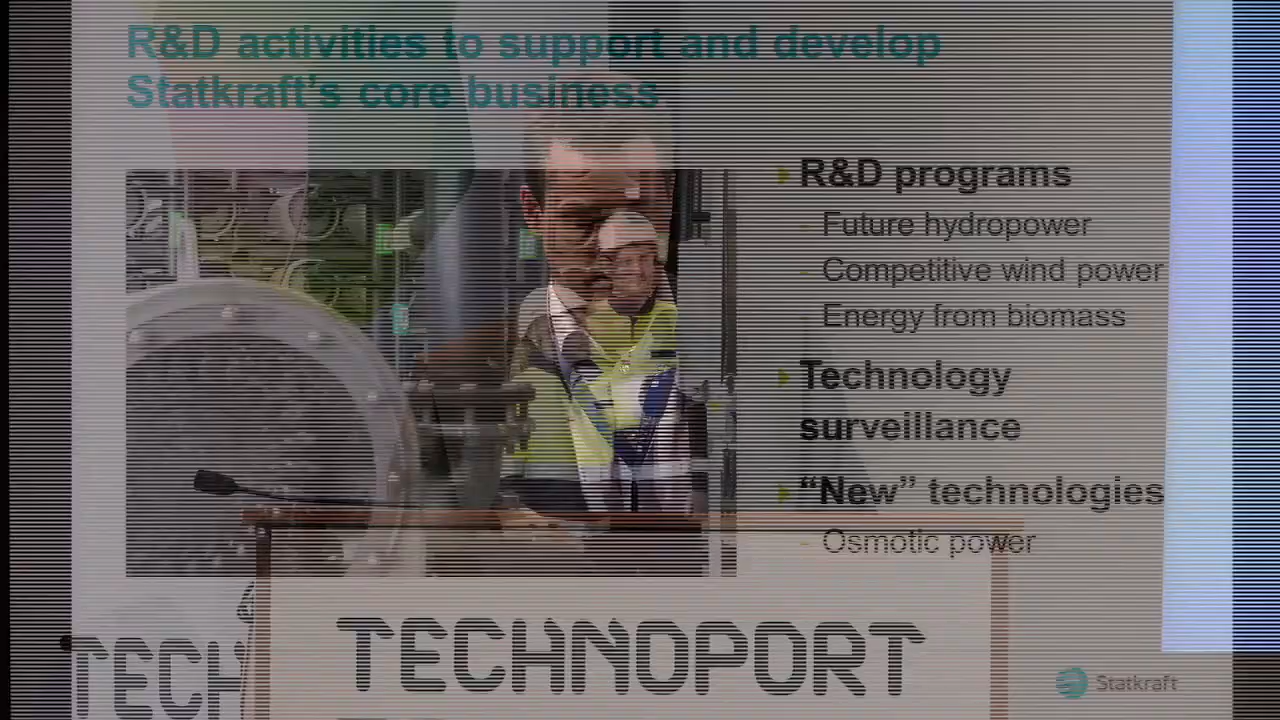 R&D activities to support and develop
Statkraft's core business
R&D programs
- Future hydropower
- Competitive wind power
Energy from biomass
Technology
surveillance
“New” technologies
- Osmotic power
TECHNOPORT
TECH
Statkraft